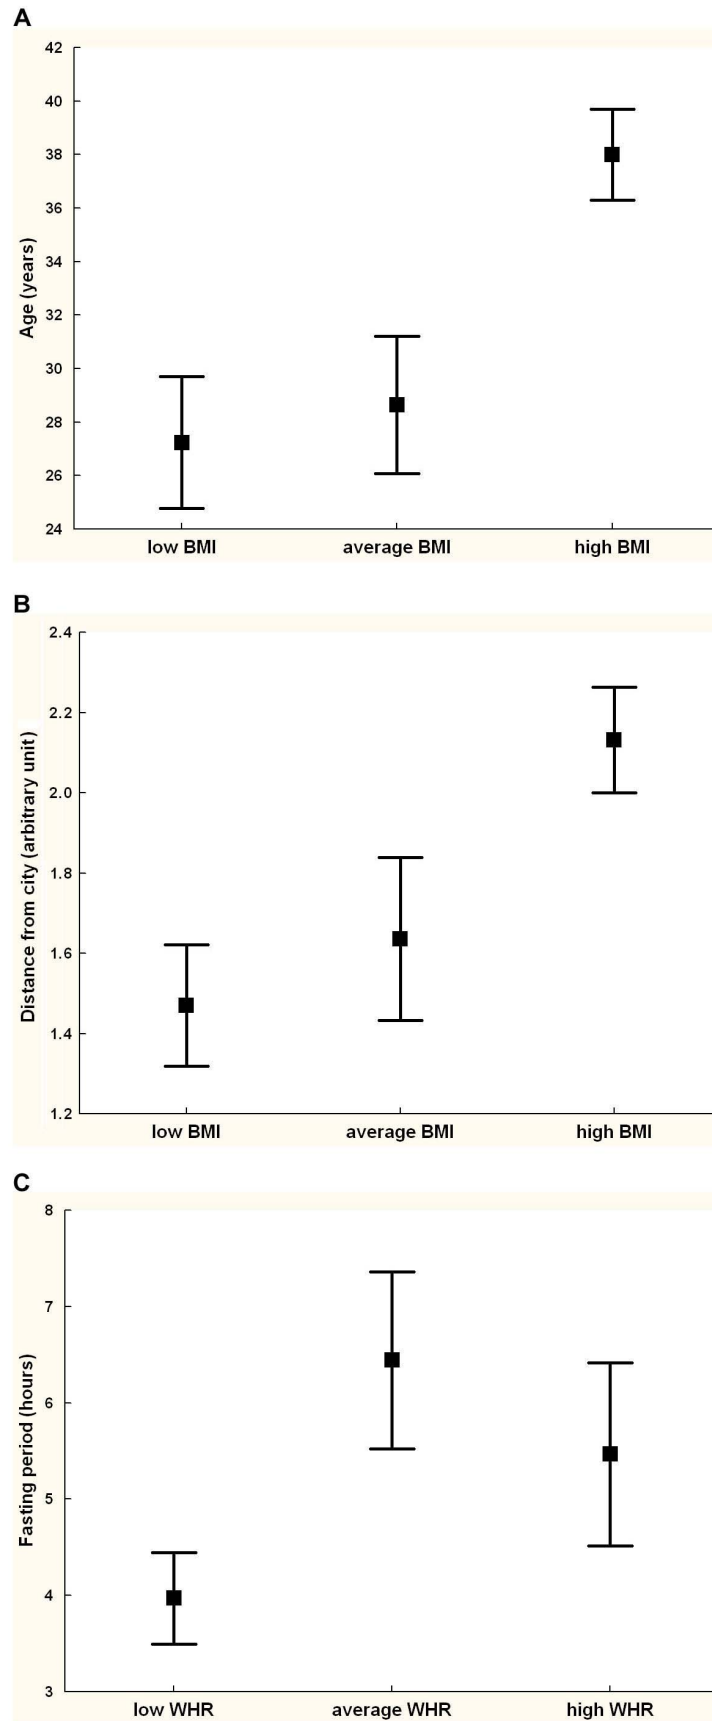 A
42
40
38
36
34
32
30
28
26
24
Age (years)
low BMI average BMI high BMI
B
2.4
2.2
2.0
1.8
1.6
1.4
1.2
Distance from city (arbitrary unit)
low BMI average BMI high BMI
C
8
7
6
5
4
3
Fasting period (hours)
low WHR average WHR high WHR